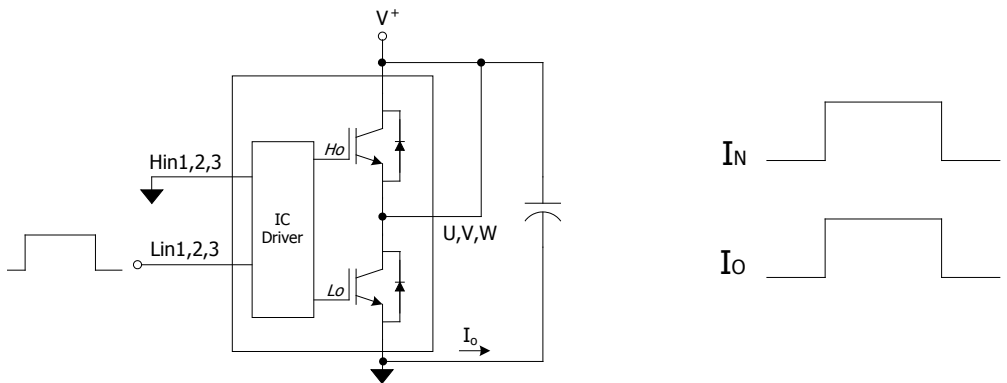 V+
Ho
Hin1,2,3
IC
Driver
U,V,W
Lin1,2,3
Lo
Io
IN
IO